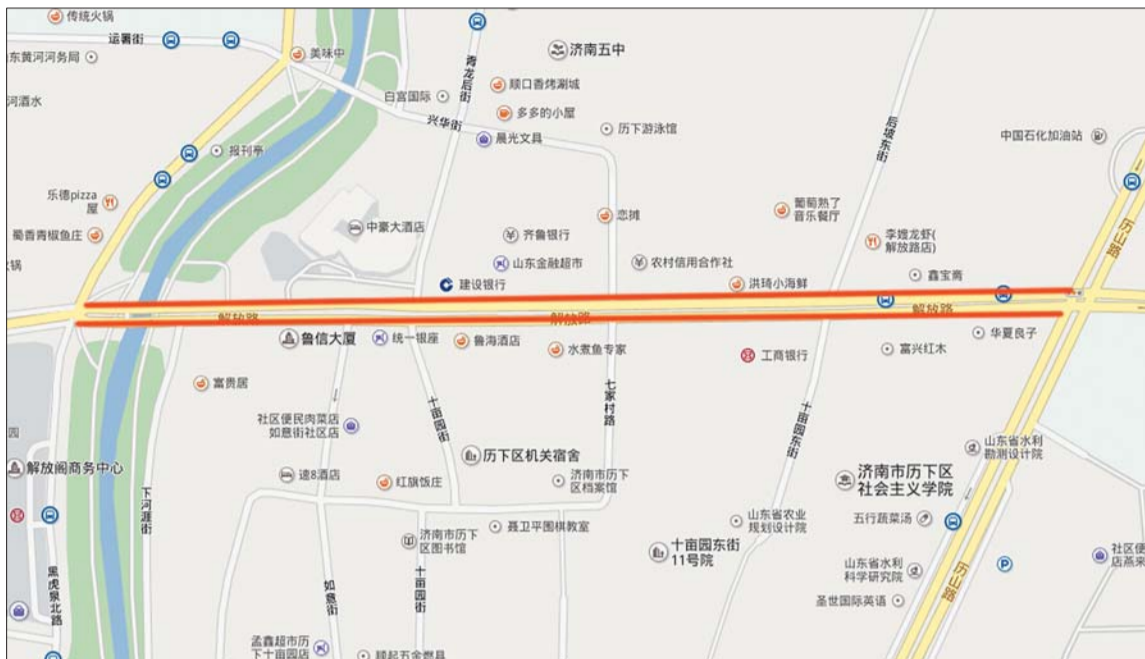 传统火锅
运署街
东黄河河务局
美味中
河酒水
青龙后街
济南五中
顺口香烤涮城
白宫国际
多多的小屋
兴华街
晨光文具
历下游泳馆
后坡东街
中国石化加油站
报刊亭
乐德pizza
屋
蜀香青椒鱼庄
火锅
中豪大酒店
恋摊
葡萄熟了
音乐餐厅
齐鲁银行
李嫂龙虾(
解放路店)
历山路
山东金融超市
农村信用合作社
建设银行
洪琦小海鲜
鑫宝斋
解放路
解放路
解放路
鲁信大厦
统一银座
鲁海酒店
水煮鱼专家
工商银行
富兴红木
华夏良子
富贵居
社区便民肉菜店
如意街社区店
十亩园街
七家村路
十亩园东街
园
解放阁商务中心
历下区机关宿舍
山东省水利
勘测设计院
速8酒店
红旗饭庄
济南市历下
区档案馆
济南市历下区
社会主义学院
下河涯街
聂卫平围棋教室
山东省农业
规划设计院
五行蔬菜汤
济南市历下
区图书馆
十亩园东街
11号院
社区便
店燕来
黑虎泉北路
如意街
十亩园街
山东省水利
科学研究院
历山路
P
圣世国际英语
孟鑫超市历
下十亩园店
顺起五金燃具